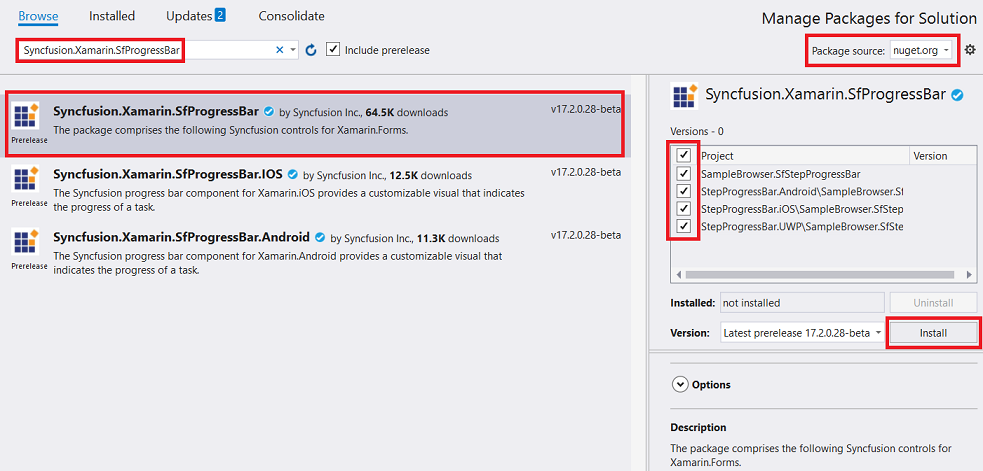 Browse Installed Updates 2 Consolidate
Manage Packages for Solution
Syncfusion.Xamarin.SfProgressBar Include prerelease
Package source: nuget.org
Syncfusion.Xamarin.SfProgressBar by Syncfusion Inc., 64.5K downloads v17.2.0.28-beta
The package comprises the following Syncfusion controls for Xamarin.Forms.
Prerelease
Syncfusion.Xamarin.SfProgressBar.IOS by Syncfusion Inc., 12.5K downloads v17.2.0.28-beta
The Syncfusion progress bar component for Xamarin.iOS provides a customizable visual that indicates
the progress of a task.
Prerelease
Syncfusion.Xamarin.SfProgressBar.Android by Syncfusion Inc., 11.3K downloads v17.2.0.28-beta
The Syncfusion progress bar component for Xamarin.Android provides a customizable visual that
indicates the progress of a task.
Prerelease
Syncfusion.Xamarin.SfProgressBar
Versions - 0
Project Version
SampleBrowser.SfStepProgressBar
StepProgressBar.Android\SampleBrowser.Sf
StepProgressBar.iOS\SampleBrowser.SfStep
StepProgressBar.UWP\SampleBrowser.SfSte
Installed: not installed Uninstall
Version: Latest prerelease 17.2.0.28-beta Install
Options
Description
The package comprises the following Syncfusion controls for
Xamarin.Forms.